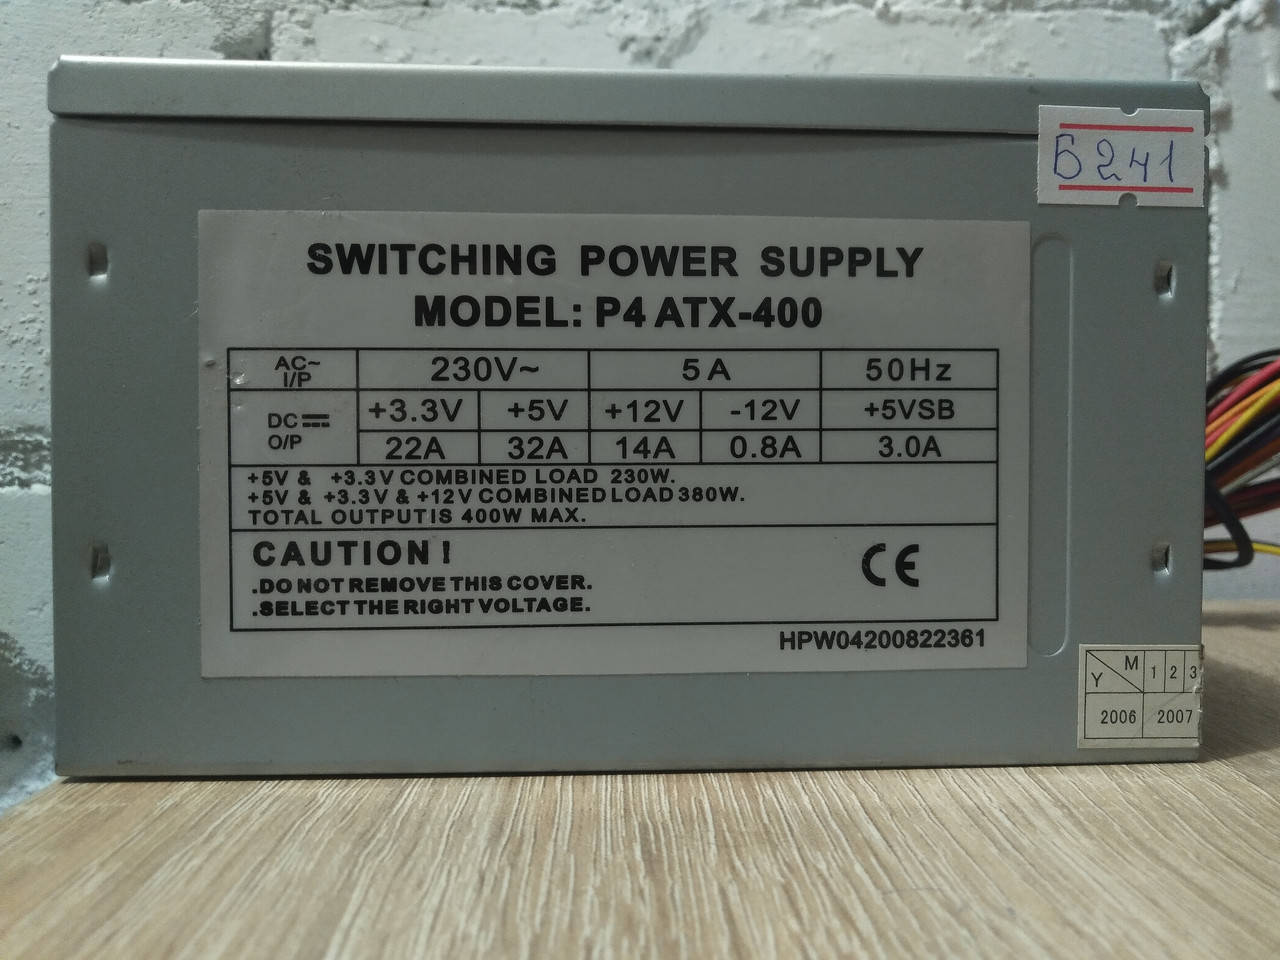 Б241
SWITCHING POWER SUPPLY
MODEL: P4 ATX-400
AC~ I/P 230V~ 5A 50Hz
DC O/P +3.3V +5V +12V -12V +5VSB
22A 32A 14A 0.8A 3.0A
+5V & +3.3V COMBINED LOAD 230W.
+5V & +3.3V & +12V COMBINED LOAD 380W.
TOTAL OUTPUT IS 400W MAX.
CAUTION!
.DO NOT REMOVE THIS COVER.
.SELECT THE RIGHT VOLTAGE.
CE
HPW04200822361
Y M 1 2 3
2006 2007